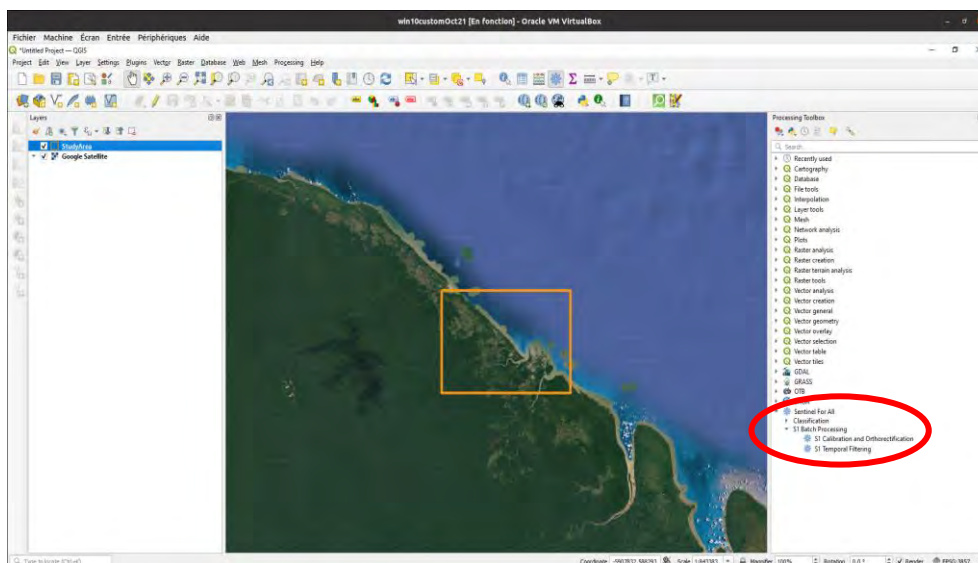 win10customOct21 [En fonction] - Oracle VM VirtualBox
Fichier Machine Écran Entrée Périphériques Aide
*Untitled Project — QGIS
Project Edit View Layer Settings Plugins Vector Raster Database Web Mesh Processing Help
Layers
StudyArea
Google Satellite
Processing Toolbox
Search...
Recently used
Cartography
Database
File tools
Interpolation
Layer tools
Mesh
Network analysis
Plots
Raster analysis
Raster creation
Raster terrain analysis
Raster tools
Vector analysis
Vector creation
Vector general
Vector geometry
Vector overlay
Vector selection
Vector table
Vector tiles
GDAL
GRASS
OTB
Sentinel For All
Classification
S1 Batch Processing
S1 Calibration and Orthorectification
S1 Temporal Filtering
Type to locate (Ctrl+K)
Coordinate Scale Magnifier 100% Rotation 0.0 ° Render EPSG:3857